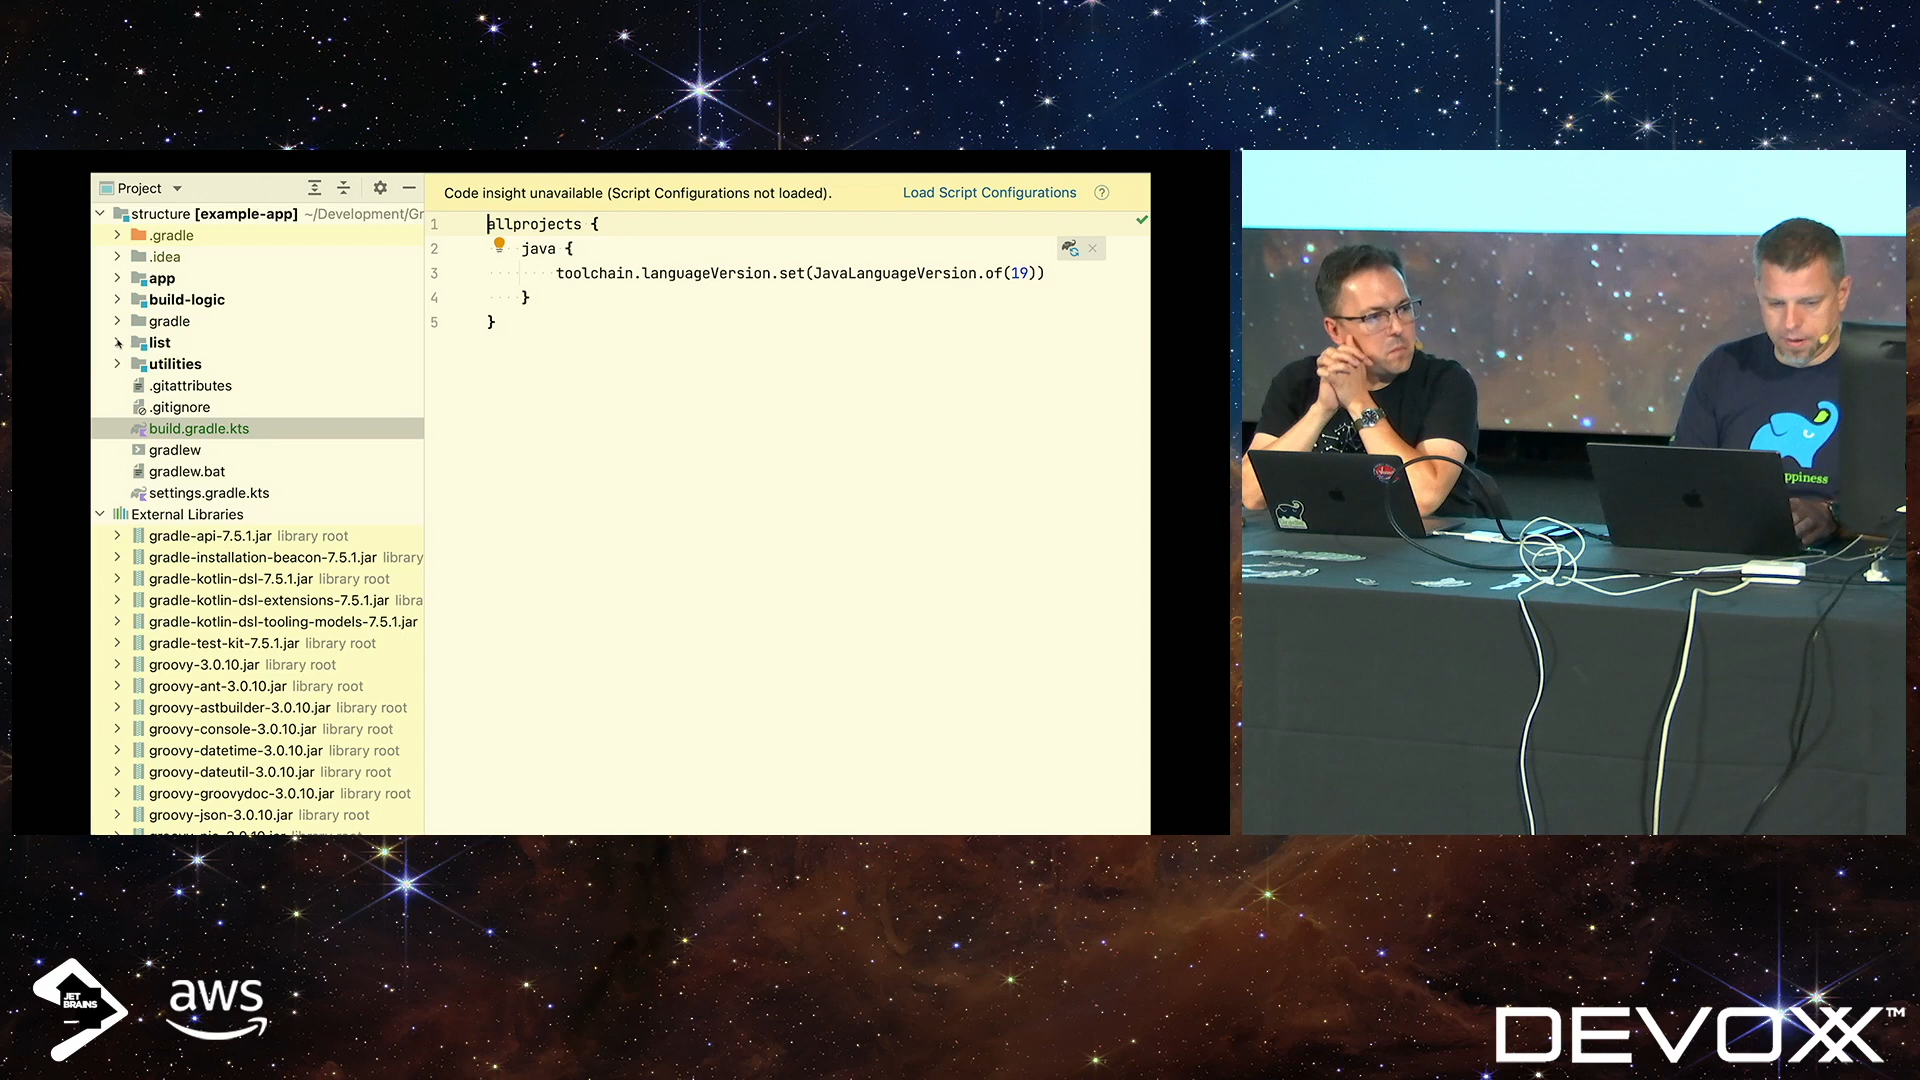 Project
structure [example-app] ~/Development/Gr
.gradle
.idea
app
build-logic
gradle
list
utilities
.gitattributes
.gitignore
build.gradle.kts
gradlew
gradlew.bat
settings.gradle.kts
External Libraries
gradle-api-7.5.1.jar library root
gradle-installation-beacon-7.5.1.jar library
gradle-kotlin-dsl-7.5.1.jar library root
gradle-kotlin-dsl-extensions-7.5.1.jar libra
gradle-kotlin-dsl-tooling-models-7.5.1.jar
gradle-test-kit-7.5.1.jar library root
groovy-3.0.10.jar library root
groovy-ant-3.0.10.jar library root
groovy-astbuilder-3.0.10.jar library root
groovy-console-3.0.10.jar library root
groovy-datetime-3.0.10.jar library root
groovy-dateutil-3.0.10.jar library root
groovy-groovydoc-3.0.10.jar library root
groovy-json-3.0.10.jar library root
Code insight unavailable (Script Configurations not loaded). Load Script Configurations ?
1 allprojects {
2 java {
3 toolchain.languageVersion.set(JavaLanguageVersion.of(19))
4 }
5 }
ppiness
JET
BRAINS
aws
DEVOXX™